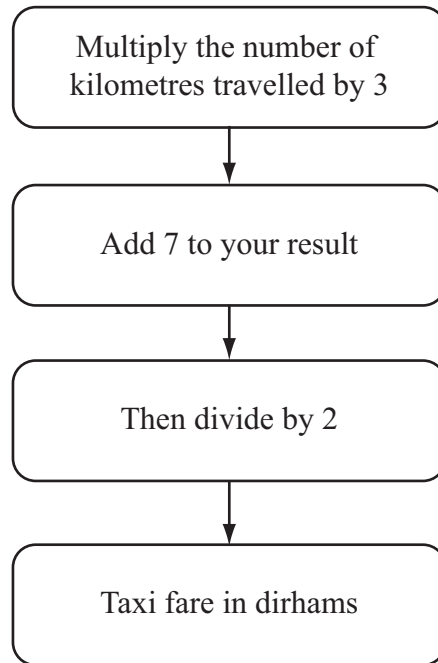 Multiply the number of
kilometres travelled by 3
Add 7 to your result
Then divide by 2
Taxi fare in dirhams